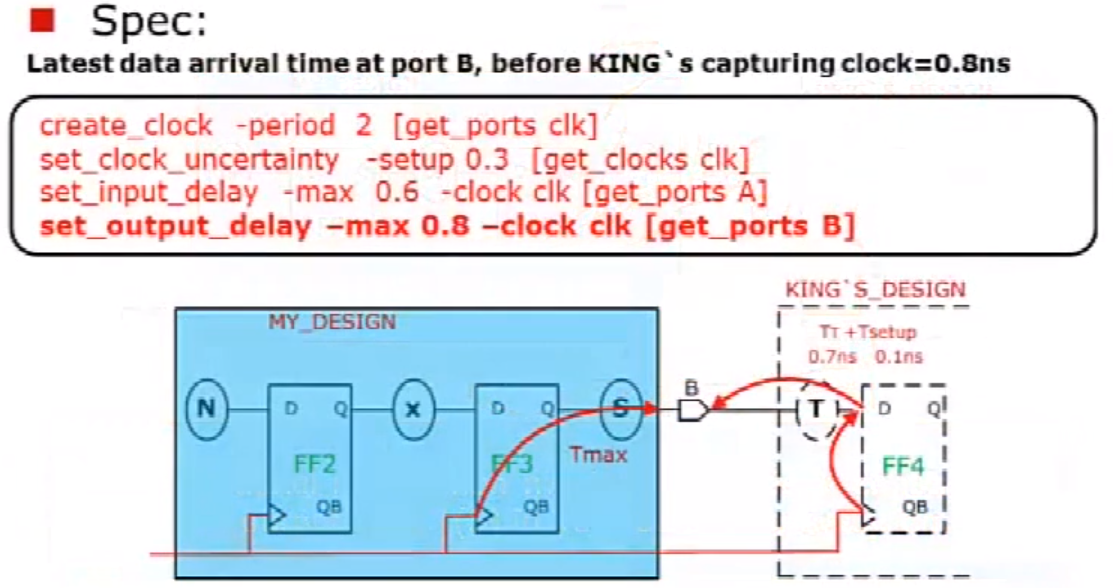 Spec:
Latest data arrival time at port B, before KING`s capturing clock=0.8ns
create_clock -period 2 [get_ports clk]
set_clock_uncertainty -setup 0.3 [get_clocks clk]
set_input_delay -max 0.6 -clock clk [get_ports A]
set_output_delay –max 0.8 –clock clk [get_ports B]
KING`S_DESIGN
MY_DESIGN
TT +Tsetup
0.7ns 0.1ns
B
N D Q X D Q S T D Q
Tmax
FF2 FF3 FF4
QB QB QB